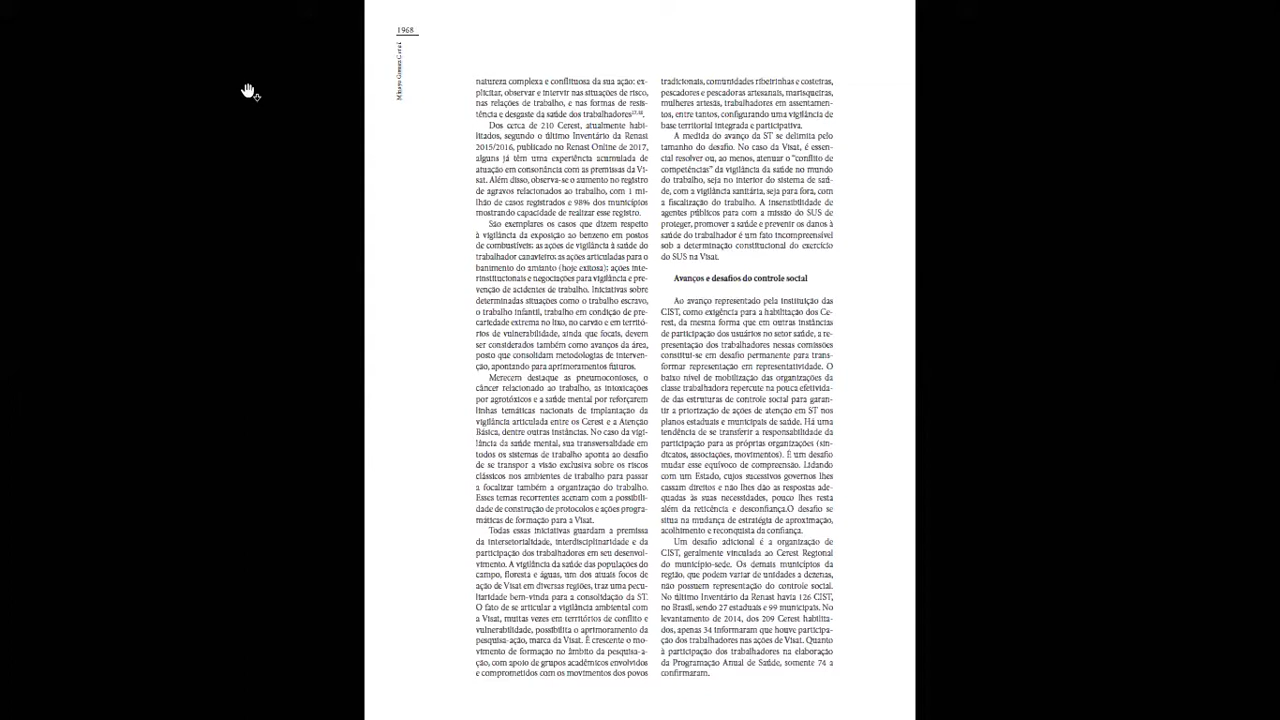 1968
Minayo Gomez C et al.
natureza complexa e conflituosa da sua ação: ex-
plicitar, observar e intervir nas situações de risco,
nas relações de trabalho, e nas formas de resis-
tência e desgaste da saúde dos trabalhadores
Dos cerca de 210 Cerest, atualmente habi-
litados, segundo o último Inventário da Renast
2015/2016, publicado no Renast Online de 2017,
alguns já têm uma experiência acumulada de
atuação em consonância com as premissas da Vi-
sat. Além disso, observa-se o aumento no registro
de agravos relacionados ao trabalho, com 1 mi-
lhão de casos registrados e 98% dos municípios
mostrando capacidade de realizar esse registro.
São exemplares os casos que dizem respeito
à vigilância da exposição ao benzeno em postos
de combustíveis; as ações de vigilância à saúde do
trabalhador canavieiro; as ações articuladas para o
banimento do amianto (hoje exitosa); ações inte-
rinstitucionais e negociações para vigilância e pre-
venção de acidentes de trabalho. Iniciativas sobre
determinadas situações como o trabalho escravo,
o trabalho infantil, trabalho em condição de pre-
cariedade extrema no lixo, no carvão e em territó-
rios de vulnerabilidade, ainda que focais, devem
ser considerados também como avanços da área,
posto que consolidam metodologias de interven-
ção, apontando para aprimoramentos futuros.
Merecem destaque as pneumoconioses, o
câncer relacionado ao trabalho, as intoxicações
por agrotóxicos e a saúde mental por reforçarem
linhas temáticas nacionais de implantação da
vigilância articulada entre os Cerest e a Atenção
Básica, dentre outras instâncias. No caso da vigi-
lância da saúde mental, sua transversalidade em
todos os sistemas de trabalho aponta ao desafio
de se transpor a visão exclusiva sobre os riscos
clássicos nos ambientes de trabalho para passar
a focalizar também a organização do trabalho.
Esses temas recorrentes acenam com a possibili-
dade de construção de protocolos e ações progra-
máticas de formação para a Visat.
Todas essas iniciativas guardam a premissa
da intersetorialidade, interdisciplinaridade e da
participação dos trabalhadores em seu desenvol-
vimento. A vigilância da saúde das populações do
campo, floresta e águas, um dos atuais focos de
ação de Visat em diversas regiões, traz uma pecu-
liaridade bem-vinda para a consolidação da ST.
O fato de se articular a vigilância ambiental com
a Visat, muitas vezes em territórios de conflito e
vulnerabilidade, possibilita o aprimoramento da
pesquisa-ação, marca da Visat. É crescente o mo-
vimento de formação no âmbito da pesquisa-a-
ção, com apoio de grupos acadêmicos envolvidos
e comprometidos com os movimentos dos povos
tradicionais, comunidades ribeirinhas e costeiras,
pescadores e pescadoras artesanais, marisqueiras,
mulheres artesãs, trabalhadores em assentamen-
tos, entre tantos, configurando uma vigilância de
base territorial integrada e participativa.
A medida do avanço da ST se delimita pelo
tamanho do desafio. No caso da Visat, é essen-
cial resolver ou, ao menos, atenuar o "conflito de
competências" da vigilância da saúde no mundo
do trabalho, seja no interior do sistema de saú-
de, com a vigilância sanitária, seja para fora, com
a fiscalização do trabalho. A insensibilidade de
agentes públicos para com a missão do SUS de
proteger, promover a saúde e prevenir os danos à
saúde do trabalhador é um fato incompreensível
sob a determinação constitucional do exercício
do SUS na Visat.
Avanços e desafios do controle social
Ao avanço representado pela instituição das
CIST, como exigência para a habilitação dos Ce-
rest, da mesma forma que em outras instâncias
de participação dos usuários no setor saúde, a re-
presentação dos trabalhadores nessas comissões
constitui-se em desafio permanente para trans-
formar representação em representatividade. O
baixo nível de mobilização das organizações da
classe trabalhadora repercute na pouca efetivida-
de das estruturas de controle social para garan-
tir a priorização de ações de atenção em ST nos
planos estaduais e municipais de saúde. Há uma
tendência de se transferir a responsabilidade da
participação para as próprias organizações (sin-
dicatos, associações, movimentos). É um desafio
mudar esse equívoco de compreensão. Lidando
com um Estado, cujos sucessivos governos lhes
cassam direitos e não lhes dão as respostas ade-
quadas às suas necessidades, pouco lhes resta
além da reticência e desconfiança.O desafio se
situa na mudança de estratégia de aproximação,
acolhimento e reconquista da confiança.
Um desafio adicional é a organização de
CIST, geralmente vinculada ao Cerest Regional
do município-sede. Os demais municípios da
região, que podem variar de unidades a dezenas,
não possuem representação do controle social.
No último Inventário da Renast havia 126 CIST,
no Brasil, sendo 27 estaduais e 99 municipais. No
levantamento de 2014, dos 209 Cerest habilita-
dos, apenas 34 informaram que houve participa-
ção dos trabalhadores nas ações de Visat. Quanto
à participação dos trabalhadores na elaboração
da Programação Anual de Saúde, somente 74 a
confirmaram.